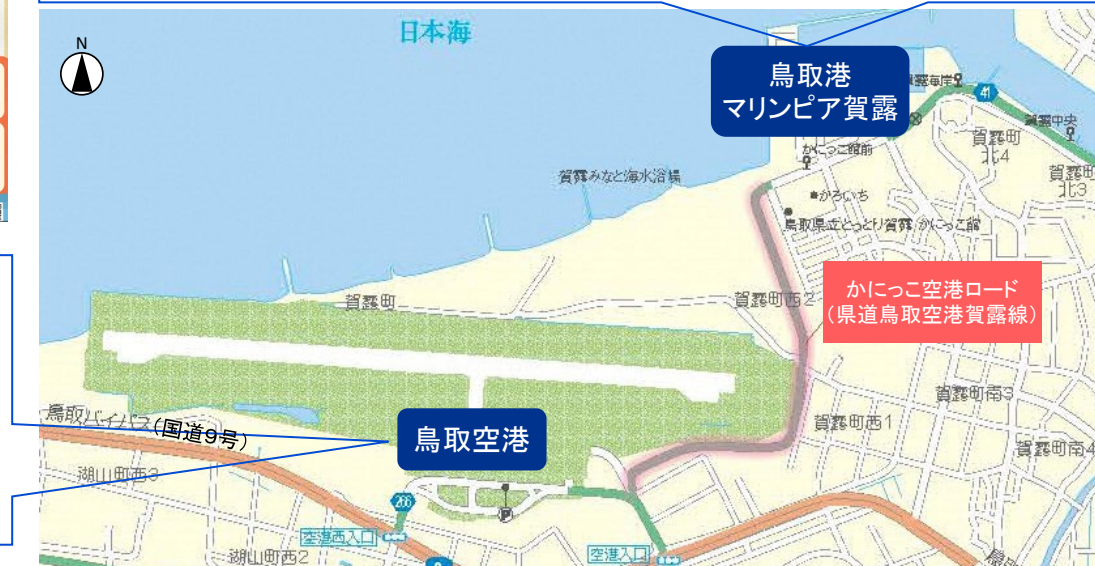 日本海
N
鳥取港
マリンピア賀露
賀露海岸
41
賀露中央
賀露町
北4
賀露町
北3
かにっこ館前
賀露みなと海水浴場
かろいち
鳥取県立とっとり賀露かにっこ館
賀露町
賀露町西2
かにっこ空港ロード
(県道鳥取空港賀露線)
賀露町南3
賀露町西1
賀露町南4
鳥取バイパス(国道9号)
鳥取空港
湖山町西3
266
P
空港西入口
湖山町西2
9
空港入口